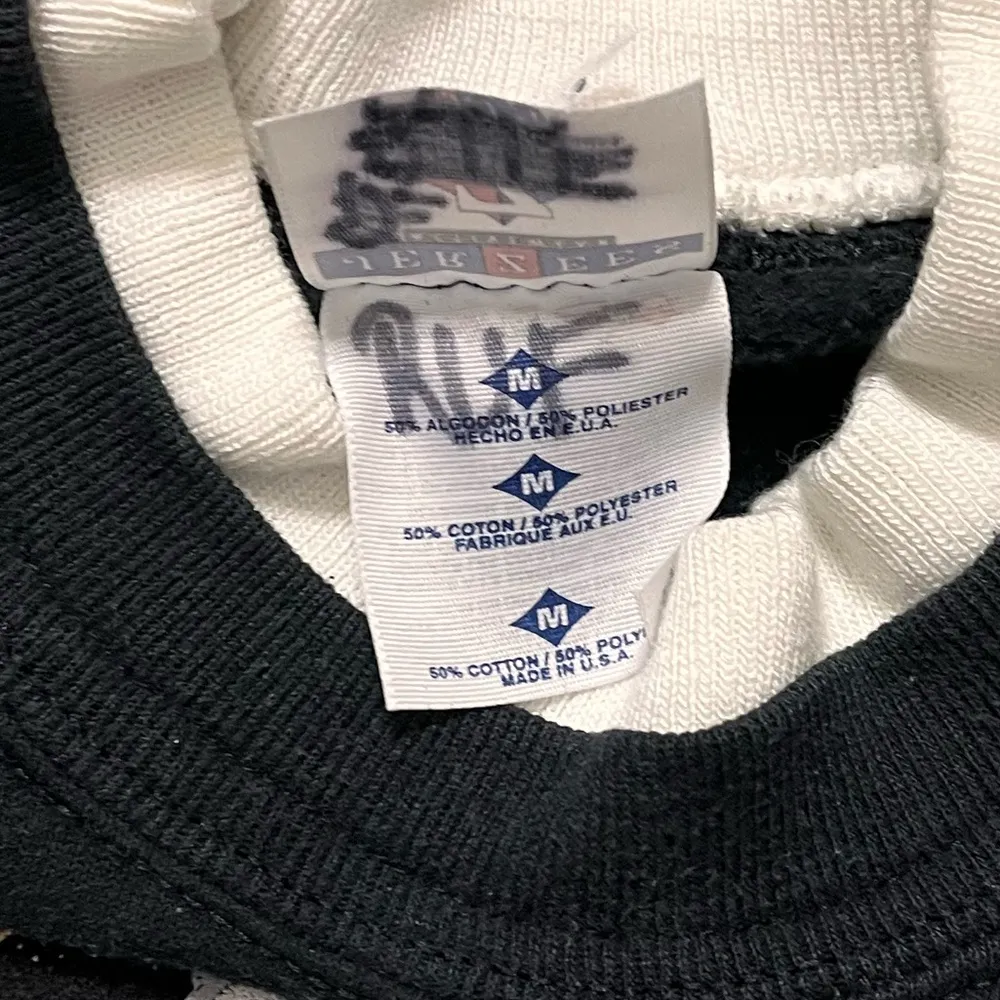 JERZEES
RUE
M
50% ALGODON / 50% POLIESTER
HECHO EN E.U.A.
M
50% COTON / 50% POLYESTER
FABRIQUE AUX E.U.
M
50% COTTON / 50% POLY
MADE IN U.S.A.